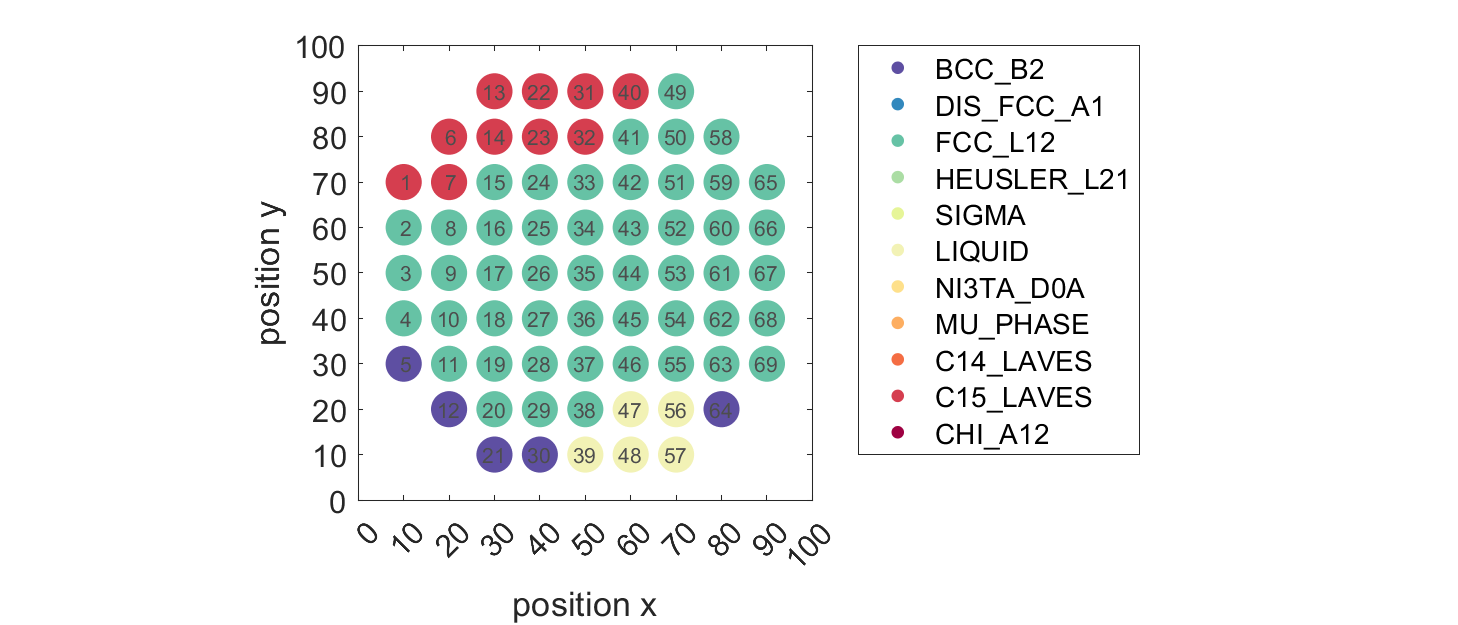 100
90
80
70
60
50
40
30
20
10
0
position y
13 22 31 40 49
6 14 23 32 41 50 58
1 7 15 24 33 42 51 59 65
2 8 16 25 34 43 52 60 66
3 9 17 26 35 44 53 61 67
4 10 18 27 36 45 54 62 68
5 11 19 28 37 46 55 63 69
12 20 29 38 47 56 64
21 30 39 48 57
0 10 20 30 40 50 60 70 80 90 100
position x
BCC_B2
DIS_FCC_A1
FCC_L12
HEUSLER_L21
SIGMA
LIQUID
NI3TA_D0A
MU_PHASE
C14_LAVES
C15_LAVES
CHI_A12